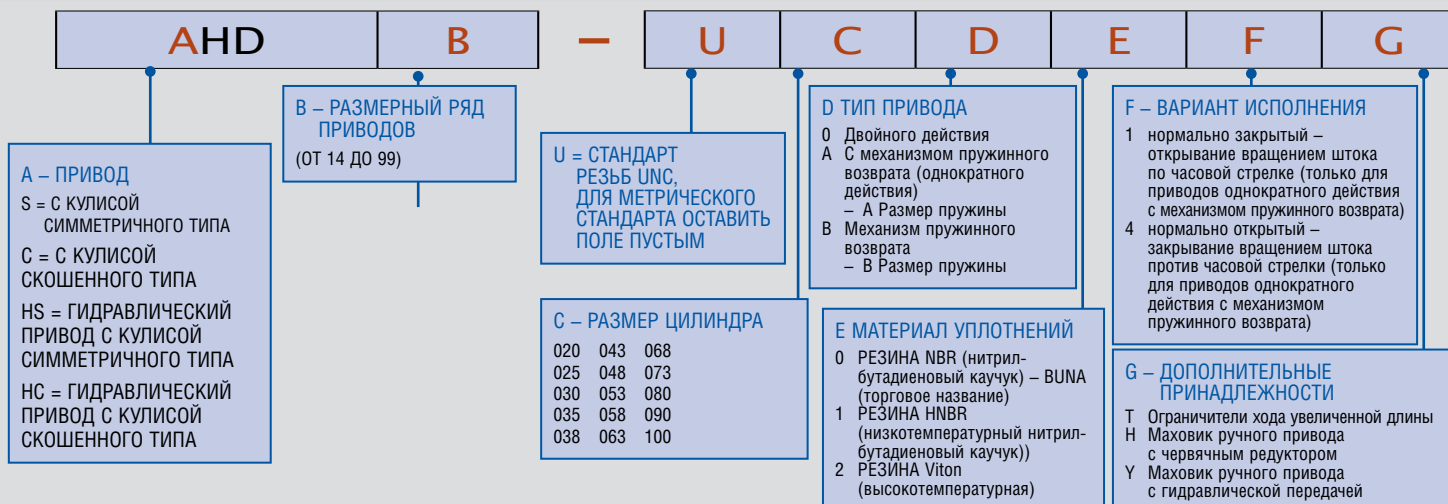 AHD B – U C D E F G
A – ПРИВОД
S = С КУЛИСОЙ
СИММЕТРИЧНОГО ТИПА
C = С КУЛИСОЙ
СКОШЕННОГО ТИПА
HS = ГИДРАВЛИЧЕСКИЙ
ПРИВОД С КУЛИСОЙ
СИММЕТРИЧНОГО ТИПА
HC = ГИДРАВЛИЧЕСКИЙ
ПРИВОД С КУЛИСОЙ
СКОШЕННОГО ТИПА
B – РАЗМЕРНЫЙ РЯД
ПРИВОДОВ
(ОТ 14 ДО 99)
U = СТАНДАРТ
РЕЗЬБ UNC,
ДЛЯ МЕТРИЧЕСКОГО
СТАНДАРТА ОСТАВИТЬ
ПОЛЕ ПУСТЫМ
C – РАЗМЕР ЦИЛИНДРА
020 043 068
025 048 073
030 053 080
035 058 090
038 063 100
D ТИП ПРИВОДА
0 Двойного действия
A С механизмом пружинного
возврата (однократного
действия)
– A Размер пружины
B Механизм пружинного
возврата
– B Размер пружины
E МАТЕРИАЛ УПЛОТНЕНИЙ
0 РЕЗИНА NBR (нитрил-
бутадиеновый каучук) – BUNA
(торговое название)
1 РЕЗИНА HNBR
(низкотемпературный нитрил-
бутадиеновый каучук))
2 РЕЗИНА Viton
(высокотемпературная)
F – ВАРИАНТ ИСПОЛНЕНИЯ
1 нормально закрытый –
открывание вращением штока
по часовой стрелке (только для
приводов однократного действия
с механизмом пружинного возврата)
4 нормально открытый –
закрывание вращением штока
против часовой стрелки (только
для приводов однократного
действия с механизмом
пружинного возврата)
G – ДОПОЛНИТЕЛЬНЫЕ
ПРИНАДЛЕЖНОСТИ
T Ограничители хода увеличенной длины
H Маховик ручного привода
с червячным редуктором
Y Маховик ручного привода
с гидравлической передачей